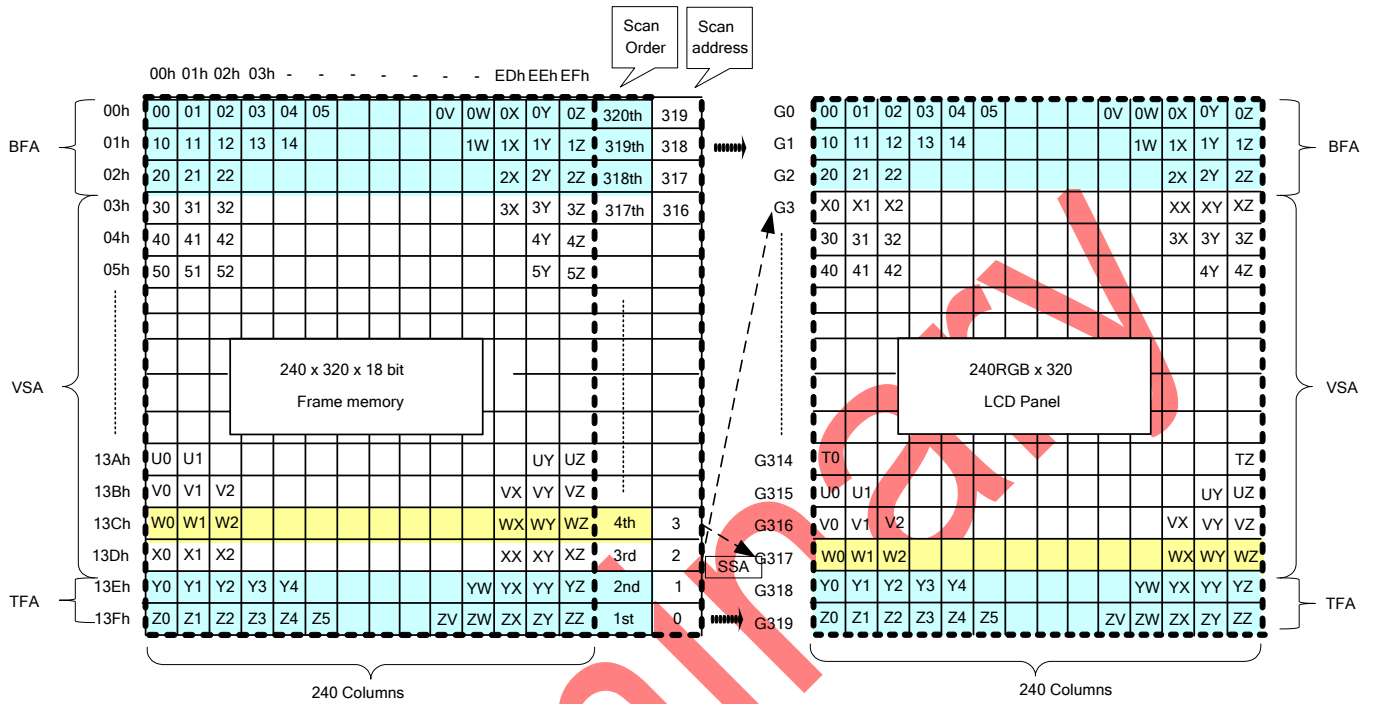 Scan Order
Scan address
00h 01h 02h 03h - - - - - - - EDh EEh EFh
00h 00 01 02 03 04 05 0V 0W 0X 0Y 0Z 320th 319
01h 10 11 12 13 14 1W 1X 1Y 1Z 319th 318
02h 20 21 22 2X 2Y 2Z 318th 317
03h 30 31 32 3X 3Y 3Z 317th 316
04h 40 41 42 4Y 4Z
05h 50 51 52 5Y 5Z
13Ah U0 U1 UY UZ
13Bh V0 V1 V2 VX VY VZ
13Ch W0 W1 W2 WX WY WZ 4th 3
13Dh X0 X1 X2 XX XY XZ 3rd 2
13Eh Y0 Y1 Y2 Y3 Y4 YW YX YY YZ 2nd 1
13Fh Z0 Z1 Z2 Z3 Z4 Z5 ZV ZW ZX ZY ZZ 1st 0
BFA
VSA
TFA
240 x 320 x 18 bit
Frame memory
240 Columns
SSA
G0 00 01 02 03 04 05 0V 0W 0X 0Y 0Z
G1 10 11 12 13 14 1W 1X 1Y 1Z
G2 20 21 22 2X 2Y 2Z
G3 X0 X1 X2 XX XY XZ
30 31 32 3X 3Y 3Z
40 41 42 4Y 4Z
G314 T0 TZ
G315 U0 U1 UY UZ
G316 V0 V1 V2 VX VY VZ
G317 W0 W1 W2 WX WY WZ
G318 Y0 Y1 Y2 Y3 Y4 YW YX YY YZ
G319 Z0 Z1 Z2 Z3 Z4 Z5 ZV ZW ZX ZY ZZ
BFA
VSA
TFA
240RGB x 320
LCD Panel
240 Columns